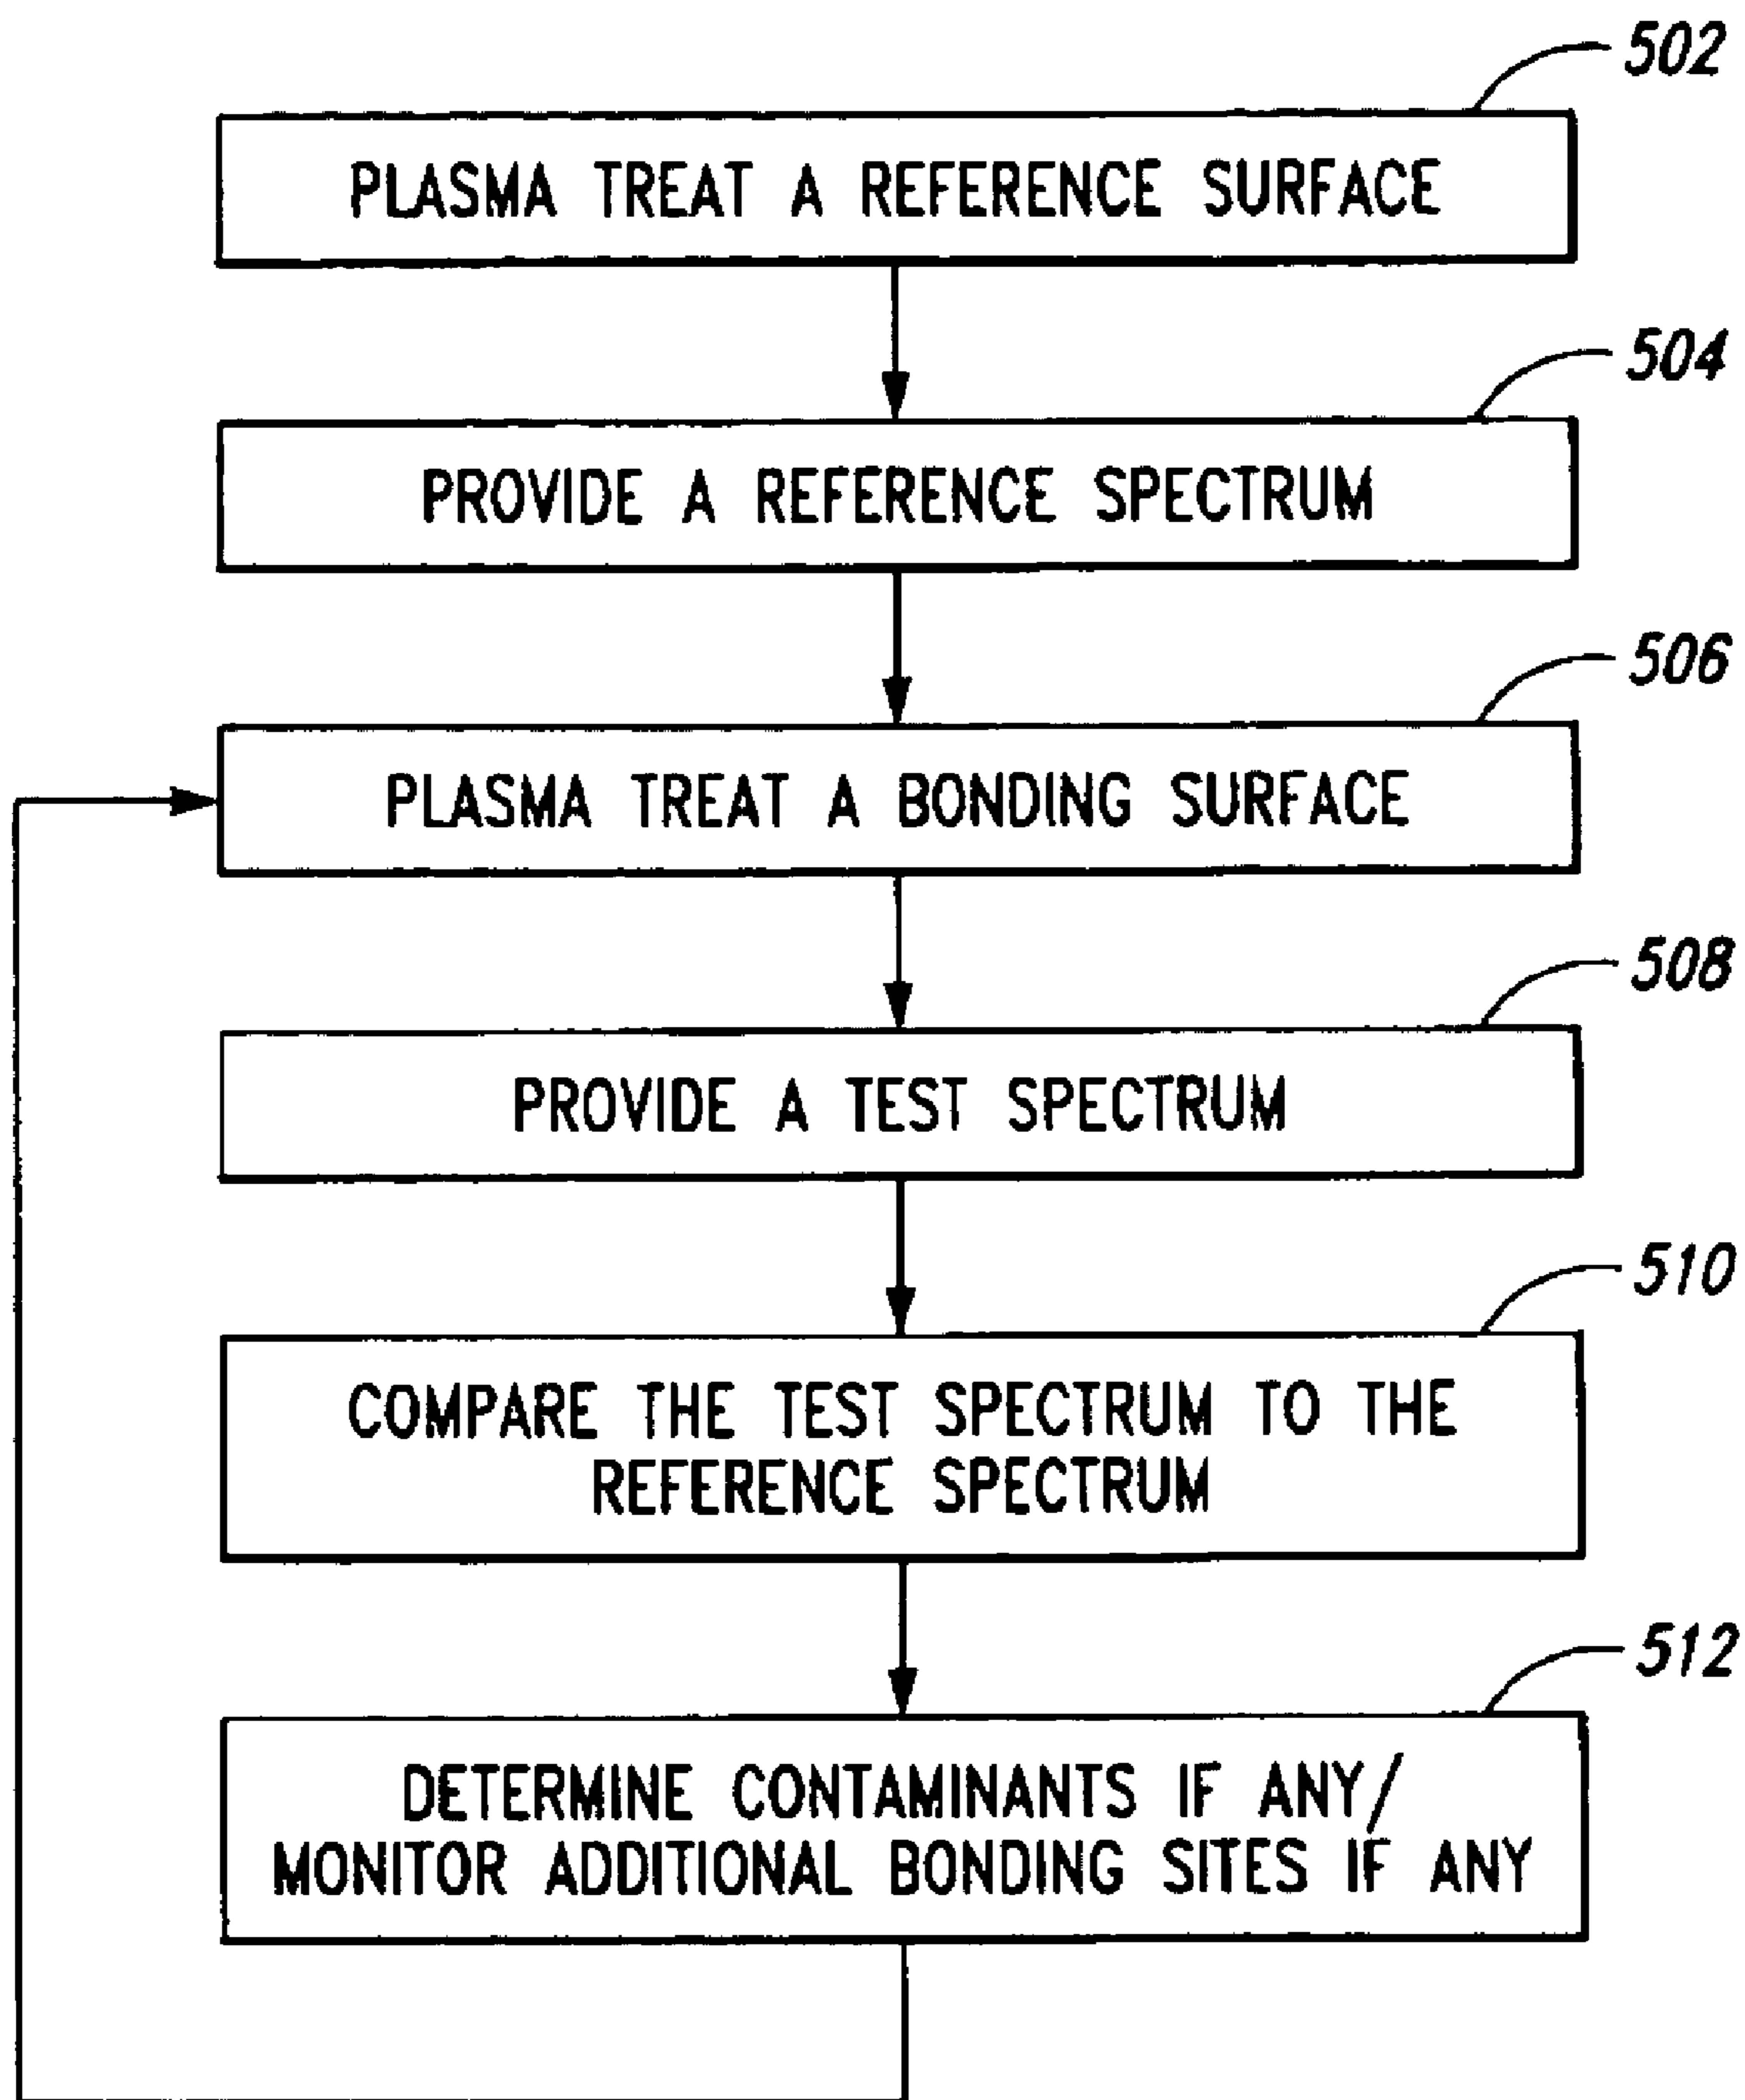 502
PLASMA TREAT A REFERENCE SURFACE
504
PROVIDE A REFERENCE SPECTRUM
506
PLASMA TREAT A BONDING SURFACE
508
PROVIDE A TEST SPECTRUM
510
COMPARE THE TEST SPECTRUM TO THE
REFERENCE SPECTRUM
512
DETERMINE CONTAMINANTS IF ANY/
MONITOR ADDITIONAL BONDING SITES IF ANY